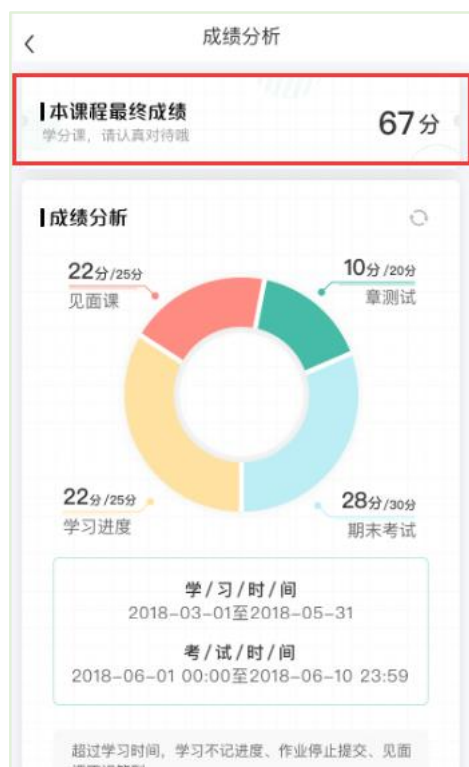 成绩分析
本课程最终成绩
67分
学分课，请认真对待哦
成绩分析
22分/25分
见面课
10分/20分
章测试
22分/25分
学习进度
28分/30分
期末考试
学/习/时/间
2018-03-01至2018-05-31
考/试/时/间
2018-06-01 00:00至2018-06-10 23:59
超过学习时间，学习不记进度、作业停止提交、见面